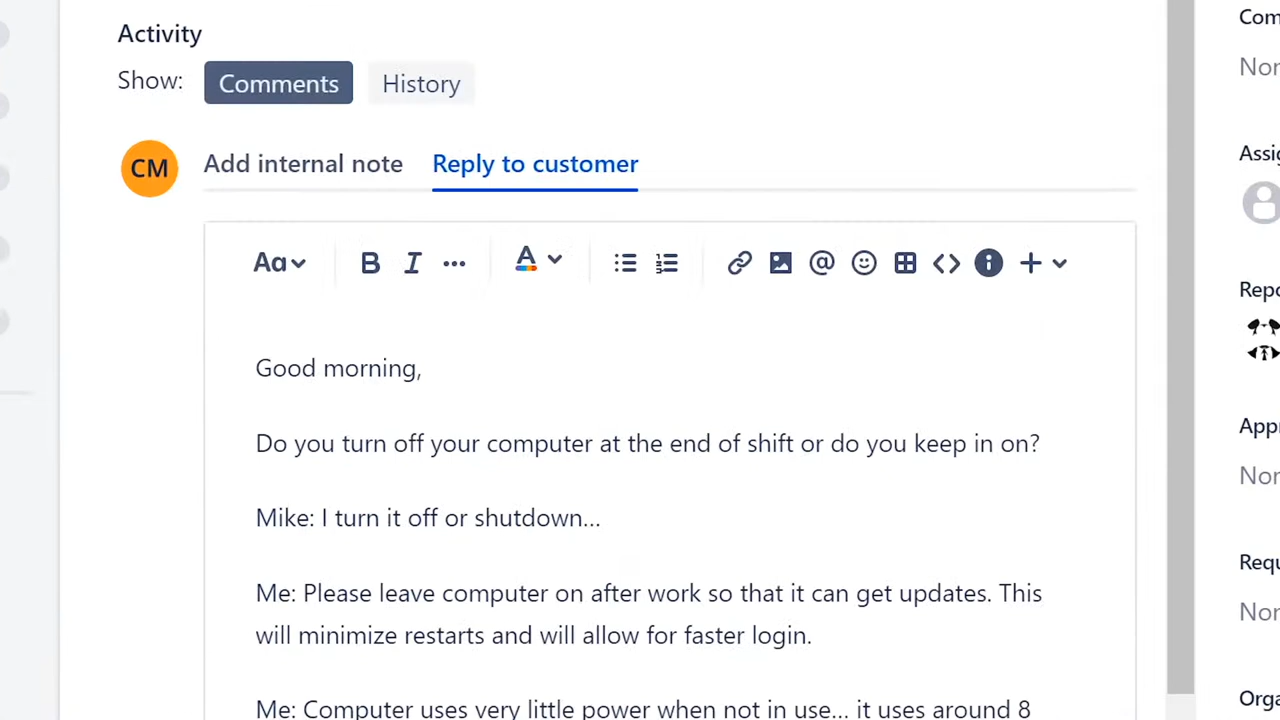 Activity
Show: Comments History
CM Add internal note Reply to customer
Aa B I ... A @ <> i +
Good morning,
Do you turn off your computer at the end of shift or do you keep in on?
Mike: I turn it off or shutdown...
Me: Please leave computer on after work so that it can get updates. This
will minimize restarts and will allow for faster login.
Me: Computer uses very little power when not in use... it uses around 8
Com
Nor
Assig
Repo
Appr
Nor
Requ
Nor
Orga